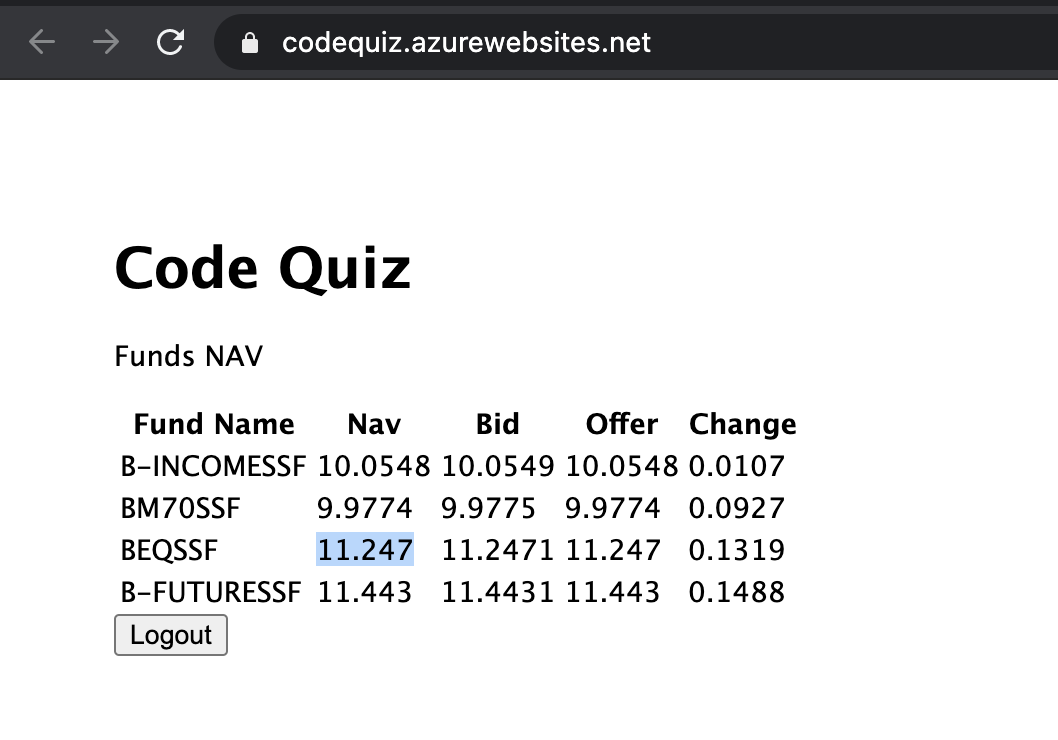 codequiz.azurewebsites.net
Code Quiz
Funds NAV
Fund Name Nav Bid Offer Change
B-INCOMESSF 10.0548 10.0549 10.0548 0.0107
BM70SSF 9.9774 9.9775 9.9774 0.0927
BEQSSF 11.247 11.2471 11.247 0.1319
B-FUTURESSF 11.443 11.4431 11.443 0.1488
Logout